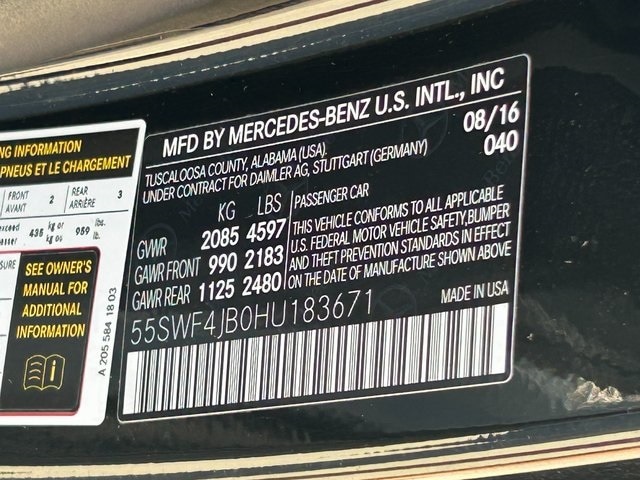 MFD BY MERCEDES-BENZ U.S. INTL., INC
TUSCALOOSA COUNTY, ALABAMA (USA)
08/16
UNDER CONTRACT FOR DAIMLER AG, STUTTGART (GERMANY)
040
KG LBS
GVWR 2085 4597
GAWR FRONT 990 2183
GAWR REAR 1125 2480
PASSENGER CAR
THIS VEHICLE CONFORMS TO ALL APPLICABLE
U.S. FEDERAL MOTOR VEHICLE SAFETY, BUMPER
AND THEFT PREVENTION STANDARDS IN EFFECT
ON THE DATE OF MANUFACTURE SHOWN ABOVE
55SWF4JB0HU183671
MADE IN USA
NG INFORMATION
PNEUS ET LE CHARGEMENT
FRONT 2 REAR 3
AVANT ARRIÈRE
435 kg or 959 lbs.
SEE OWNER'S
MANUAL FOR
ADDITIONAL
INFORMATION
A 205 584 18 03